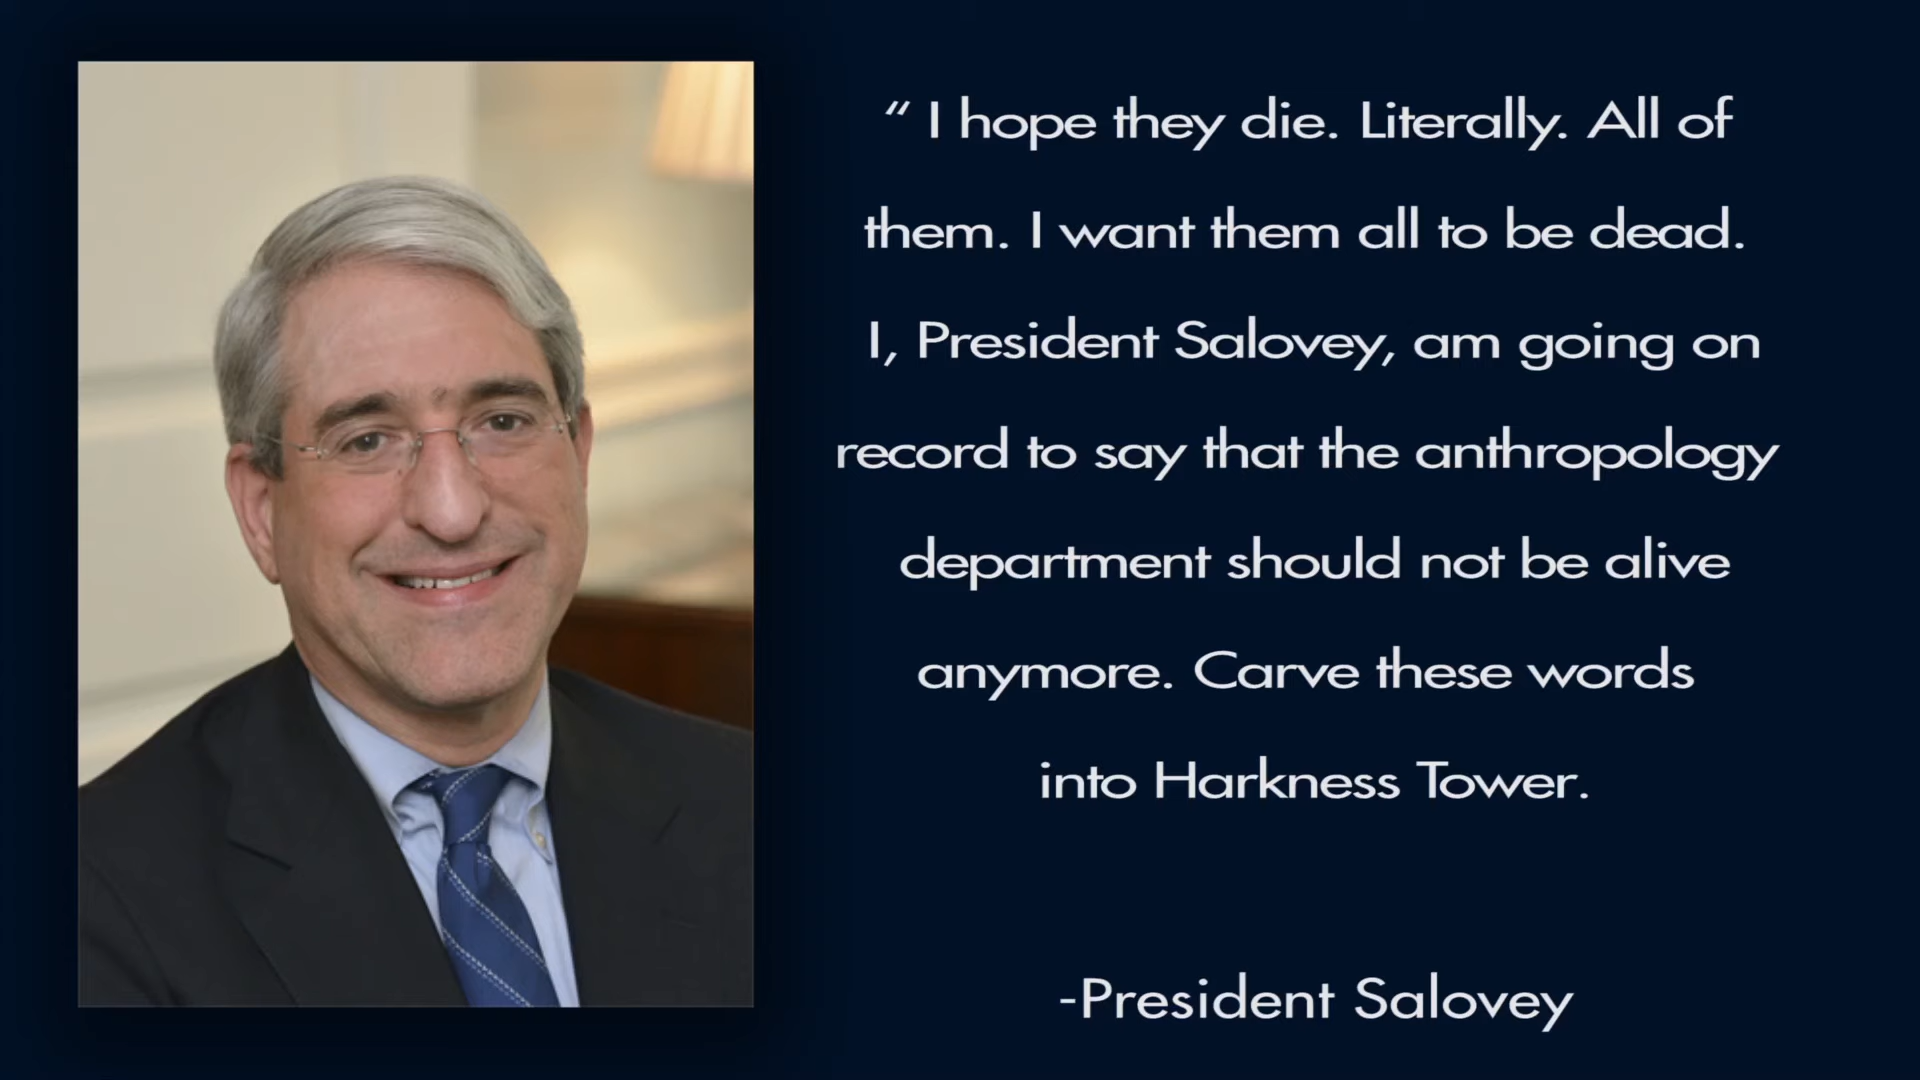 “ I hope they die. Literally. All of
them. I want them all to be dead.
I, President Salovey, am going on
record to say that the anthropology
department should not be alive
anymore. Carve these words
into Harkness Tower.
-President Salovey